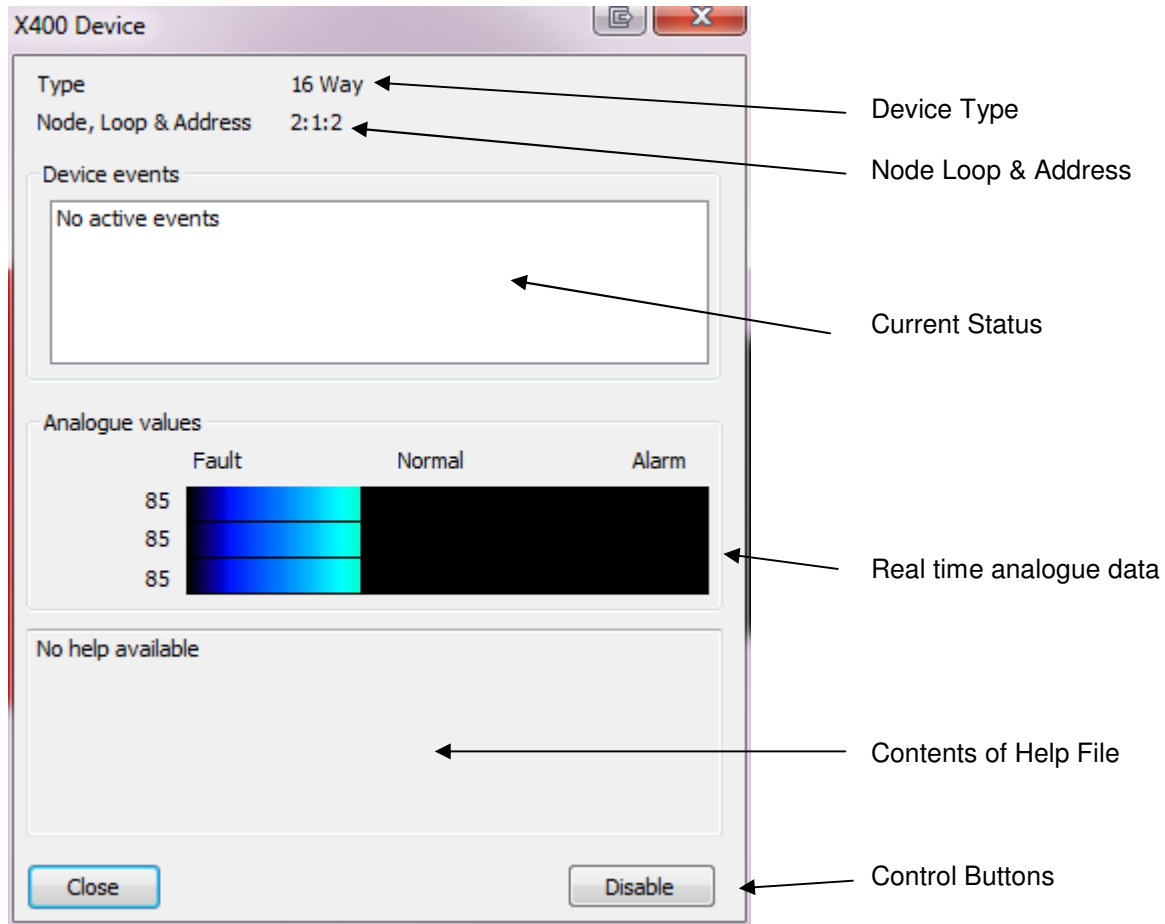 X400 Device
Type 16 Way
Device Type
Node, Loop & Address 2:1:2
Node Loop & Address
Device events
No active events
Current Status
Analogue values
Fault Normal Alarm
85
85
85
Real time analogue data
No help available
Contents of Help File
Close Disable
Control Buttons